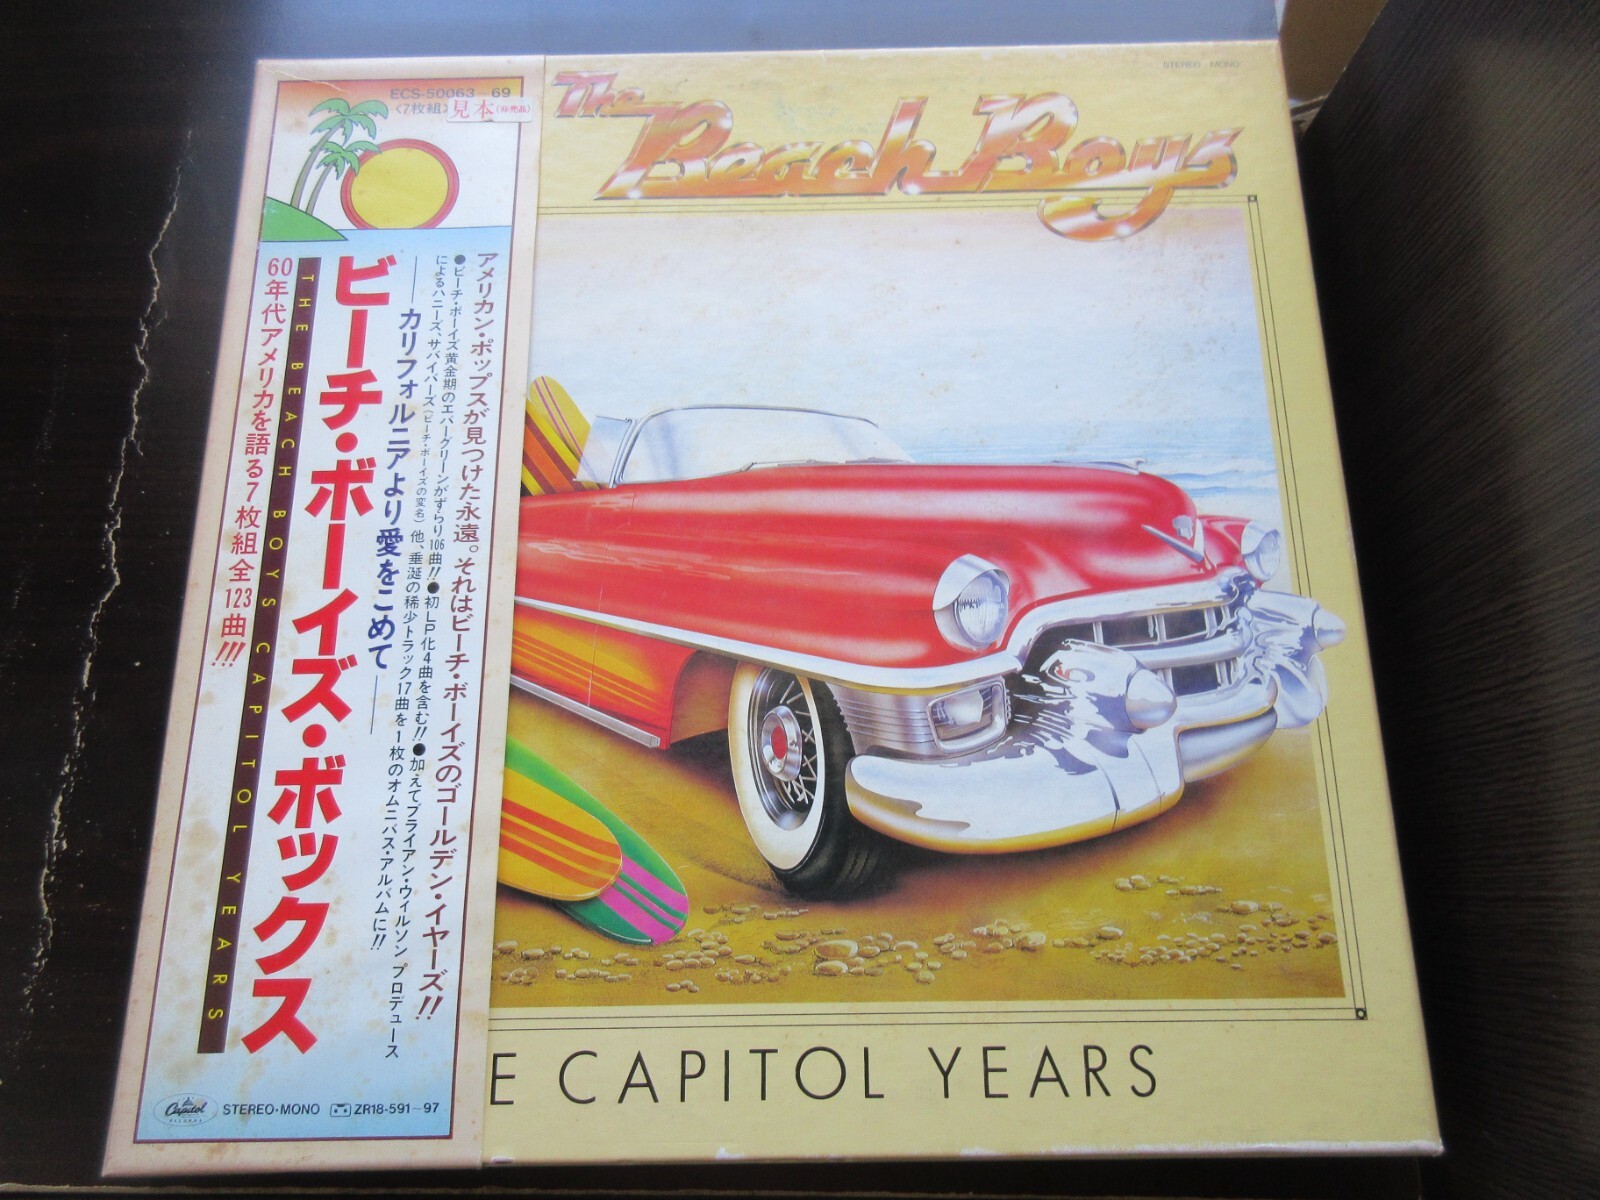 ECS-50063 69
〈7枚組〉見本(非売品)
アメリカン・ポップスが見つけた永遠。それはビーチ・ボーイズのゴールデン・イヤーズ!!
●ビーチ・ボーイズ黄金期のエバーグリーンがずらり106曲!!●初LP化4曲を含む!!●加えてブライアン・ウィルソン プロデュース
によるハニーズ、サバイバーズ(ビーチ・ボーイズの変名)他、垂涎の稀少トラック17曲を1枚のオムニバス・アルバムに!!
カリフォルニアより愛をこめて
ビーチ・ボーイズ・ボックス
THE BEACH BOYS CAPITOL YEARS
60年代アメリカを語る7枚組全123曲!!!
Capitol
RECORDS
STEREO・MONO ZR18-591~97
STEREO MONO
The
Beach Boys
E CAPITOL YEARS